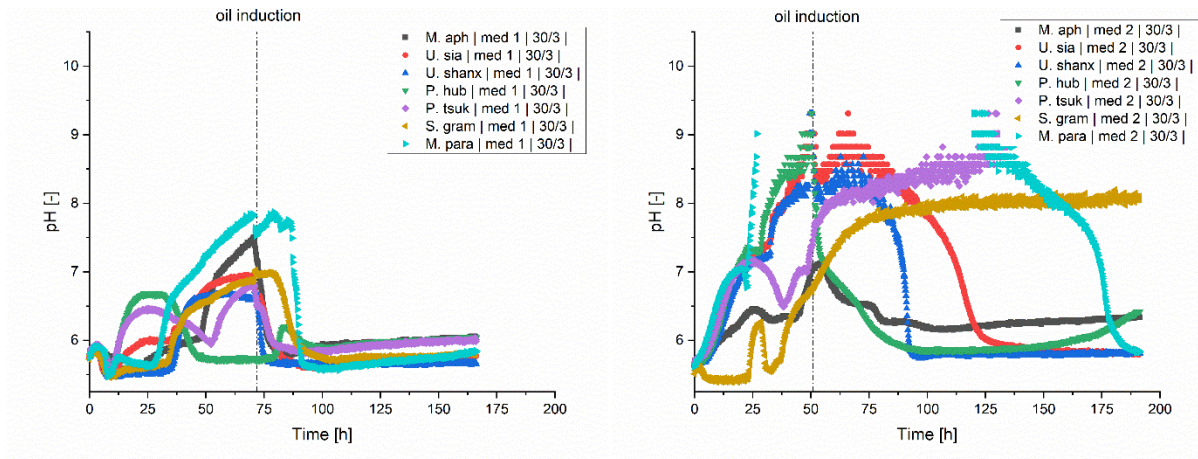 oil induction
M. aph | med 1 | 30/3 |
U. sia | med 1 | 30/3 |
U. shanx | med 1 | 30/3 |
P. hub | med 1 | 30/3 |
P. tsuk | med 1 | 30/3 |
S. gram | med 1 | 30/3 |
M. para | med 1 | 30/3 |
10
9
8
7
6
pH [-]
0 25 50 75 100 125 150 175 200
Time [h]
oil induction
M. aph | med 2 | 30/3 |
U. sia | med 2 | 30/3 |
U. shanx | med 2 | 30/3 |
P. hub | med 2 | 30/3 |
P. tsuk | med 2 | 30/3 |
S. gram | med 2 | 30/3 |
M. para | med 2 | 30/3 |
10
9
8
7
6
pH [-]
0 25 50 75 100 125 150 175 200
Time [h]